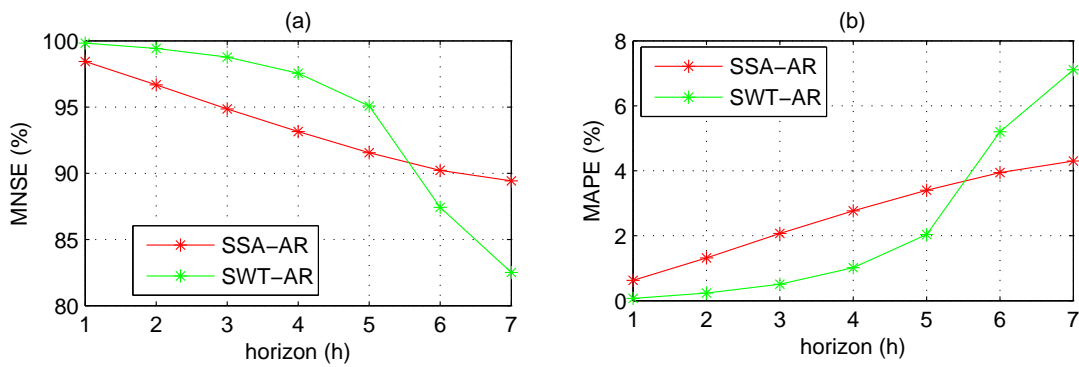 (a)
MNSE (%)
100
95
90
85
80
SSA-AR
SWT-AR
1 2 3 4 5 6 7
horizon (h)
(b)
MAPE (%)
8
6
4
2
0
SSA-AR
SWT-AR
1 2 3 4 5 6 7
horizon (h)